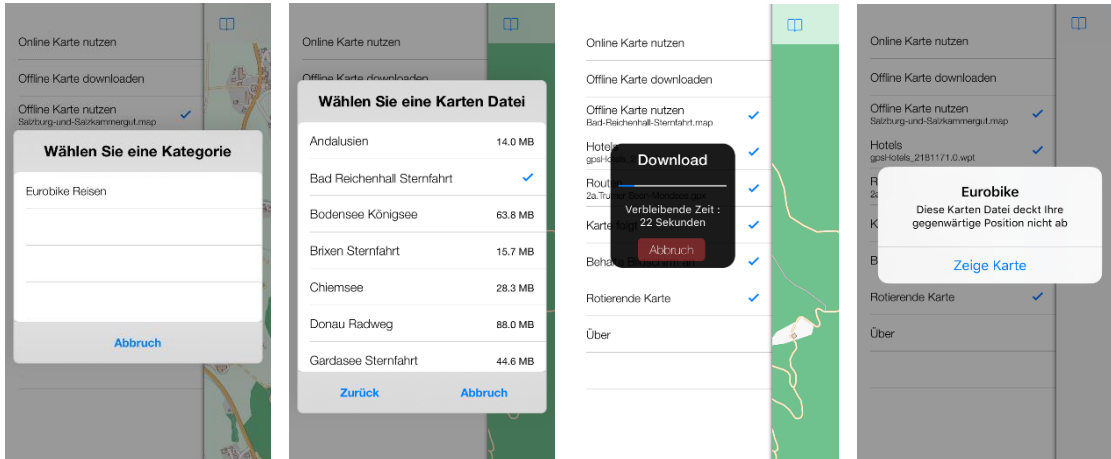 Online Karte nutzen
Offline Karte downloaden
Offline Karte nutzen
Salzburg-und-Salzkammergut.map
Wählen Sie eine Kategorie
Eurobike Reisen
Abbruch
Online Karte nutzen
Offline Karte downloaden
Wählen Sie eine Karten Datei
Andalusien 14.0 MB
Bad Reichenhall Sternfahrt
Bodensee Königsee 63.8 MB
Brixen Sternfahrt 15.7 MB
Chiemsee 28.3 MB
Donau Radweg 88.0 MB
Gardasee Sternfahrt 44.6 MB
Zurück Abbruch
Online Karte nutzen
Offline Karte downloaden
Offline Karte nutzen
Bad-Reichenhall-Sternfahrt.map
Hotels
Download
Routen
Verbleibende Zeit :
22 Sekunden
Abbruch
Rotierende Karte
Über
Online Karte nutzen
Offline Karte downloaden
Offline Karte nutzen
Salzburg-und-Salzkammergut.map
Hotels
gpsHotels_2181171.0.wpt
Eurobike
Diese Karten Datei deckt Ihre
gegenwärtige Position nicht ab
Zeige Karte
Rotierende Karte
Über